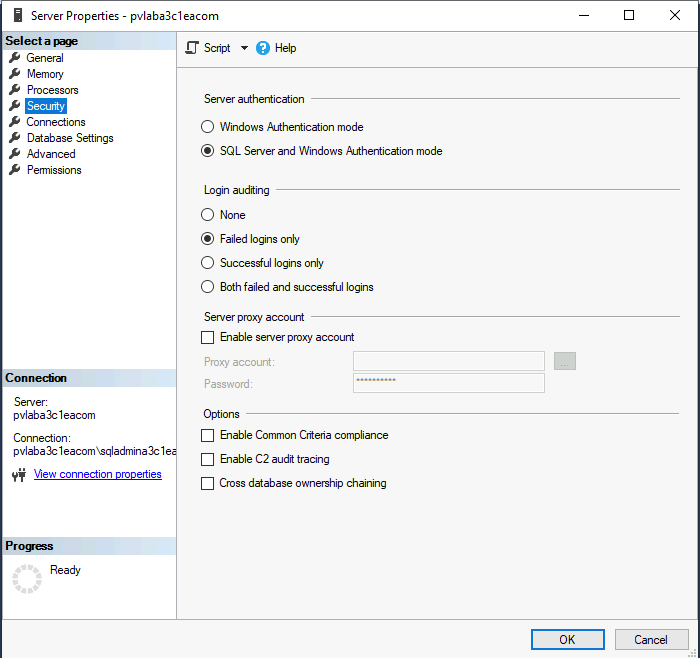 Server Properties - pvlaba3c1eacom
Select a page
General
Memory
Processors
Security
Connections
Database Settings
Advanced
Permissions
Connection
Server:
pvlaba3c1eacom
Connection:
pvlaba3c1eacom\sqladmina3c1ea
View connection properties
Progress
Ready
Script
Help
Server authentication
Windows Authentication mode
SQL Server and Windows Authentication mode
Login auditing
None
Failed logins only
Successful logins only
Both failed and successful logins
Server proxy account
Enable server proxy account
Proxy account:
...
Password:
**********
Options
Enable Common Criteria compliance
Enable C2 audit tracing
Cross database ownership chaining
OK
Cancel